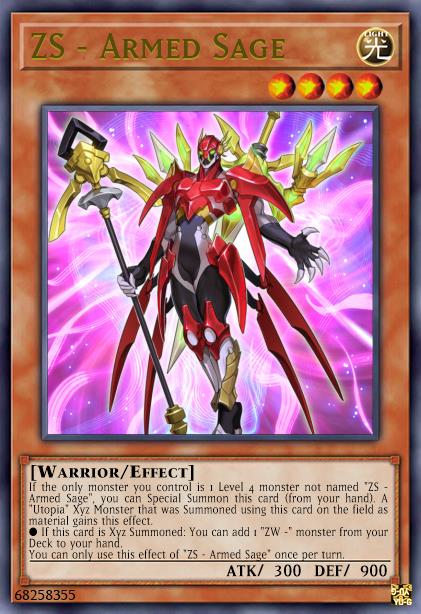 ZS - Armed Sage
LIGHT
光
[Warrior/Effect]
If the only monster you control is 1 Level 4 monster not named "ZS -
Armed Sage", you can Special Summon this card (from your hand). A
"Utopia" Xyz Monster that was Summoned using this card on the field as
material gains this effect.
● If this card is Xyz Summoned: You can add 1 "ZW -" monster from your
Deck to your hand.
You can only use this effect of "ZS - Armed Sage" once per turn.
ATK/ 300 DEF/ 900
68258355